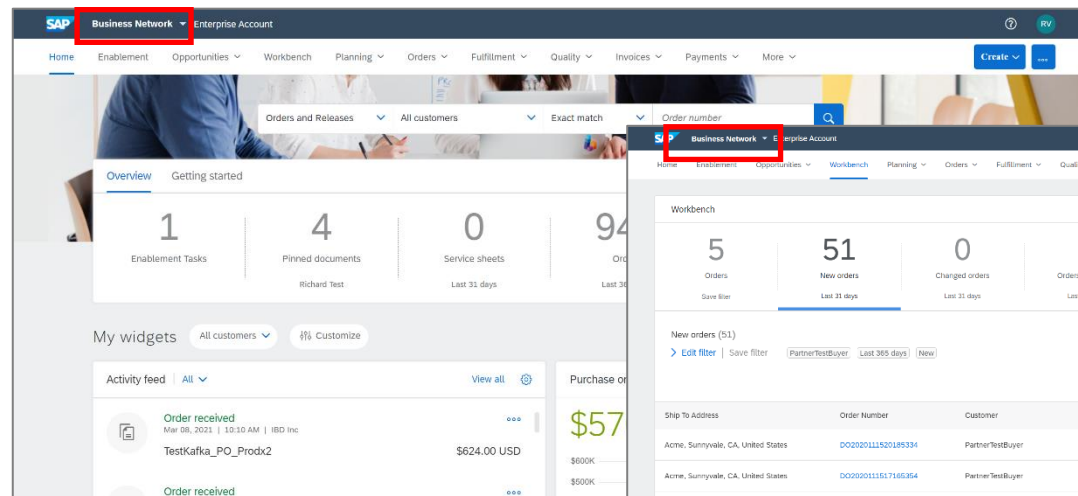 SAP Business Network Enterprise Account RV
Home Enablement Opportunities Workbench Planning Orders Fulfillment Quality Invoices Payments More Create
Orders and Releases All customers Exact match Order number
Overview Getting started
1 4 0
Enablement Tasks Pinned documents Service sheets
Richard Test Last 31 days
My widgets All customers Customize
Activity feed All View all
Order received
Mar 08, 2021 | 10:10 AM | IBD Inc
TestKafka_PO_Prodx2 $624.00 USD
Order received
Purchase or
$57
$600K
$500K
SAP Business Network Enterprise Account
Home Enablement Opportunities Workbench Planning Orders Fulfillment Quali
Workbench
5 51 0
Orders New orders Changed orders Orders
Save filter Last 31 days Last 31 days Las
New orders (51)
Edit filter | Save filter PartnerTestBuyer Last 365 days New
Ship To Address Order Number Customer
Acme, Sunnyvale, CA, United States DO2020111520185334 PartnerTestBuyer
Acme, Sunnyvale, CA, United States DO2020111517165354 PartnerTestBuyer